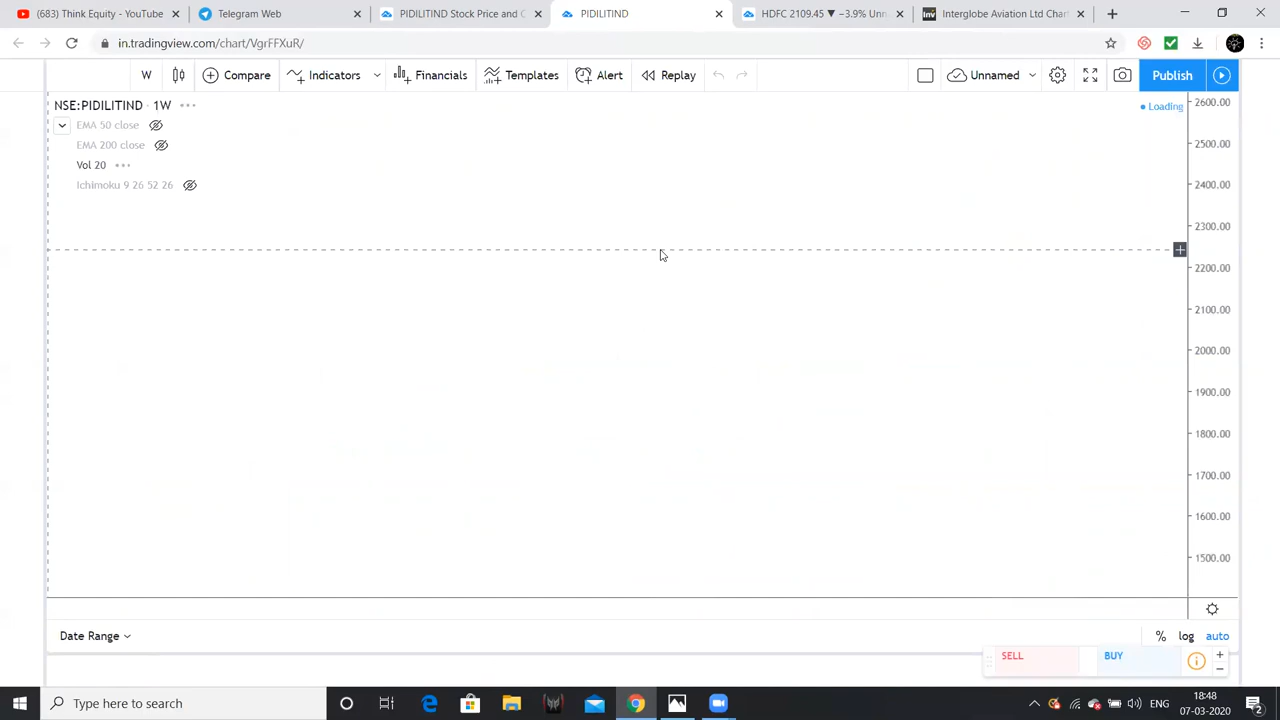 (683) Think Equity - YouTube
Telegram Web
PIDILITIND Stock Price and C
PIDILITIND
HDFC 2109.45 ▼ −3.9% Unn
Inv
Interglobe Aviation Ltd Chart
in.tradingview.com/chart/VgrFFXuR/
W
Compare
Indicators
Financials
Templates
Alert
Replay
Unnamed
Publish
NSE:PIDILITIND · 1W
Loading
EMA 50 close
EMA 200 close
Vol 20
Ichimoku 9 26 52 26
2600.00
2500.00
2400.00
2300.00
2200.00
2100.00
2000.00
1900.00
1800.00
1700.00
1600.00
1500.00
Date Range
% log auto
SELL
BUY
Type here to search
ENG
18:48
07-03-2020
2